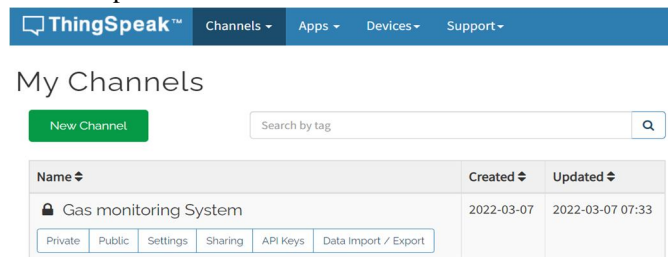 ThingSpeak™ Channels Apps Devices Support
My Channels
New Channel Search by tag
Name Created Updated
Gas monitoring System 2022-03-07 2022-03-07 07:33
Private Public Settings Sharing API Keys Data Import / Export